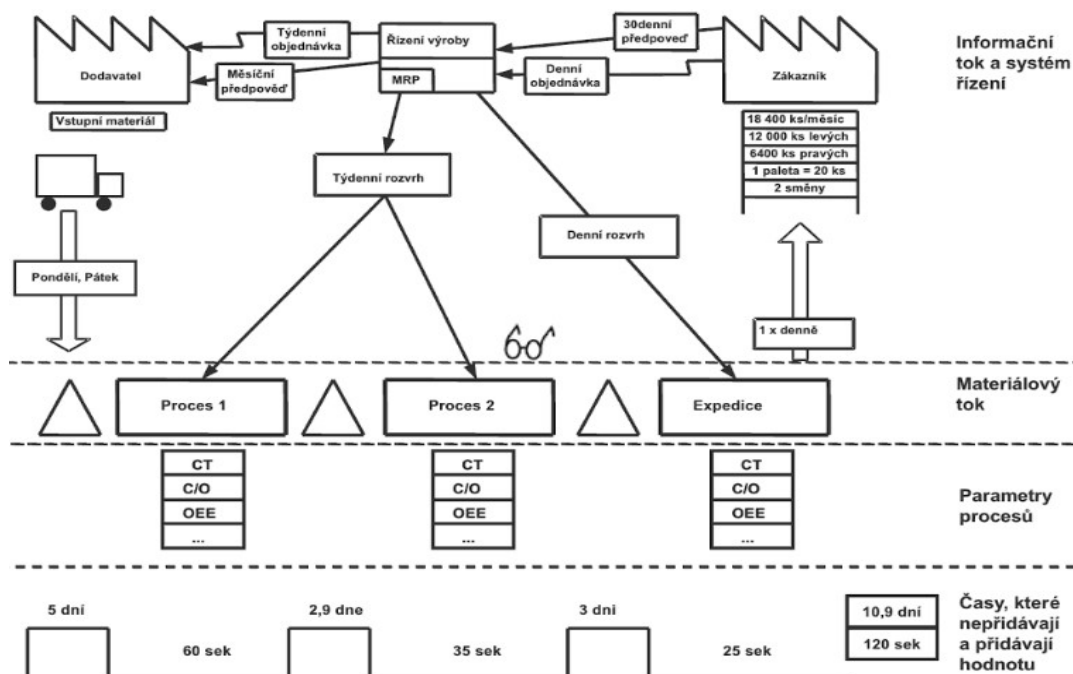 Týdenní
objednávka
Řízení výroby
30denní
předpoveď
Informační
tok a systém
řízení
Dodavatel
Měsíční
předpověď
MRP
Denní
objednávka
Zákazník
Vstupní materiál
18 400 ks/měsíc
12 000 ks levých
6400 ks pravých
1 paleta = 20 ks
2 směny
Týdenní rozvrh
Denní rozvrh
Pondělí, Pátek
1 x denně
Materiálový
tok
Proces 1
Proces 2
Expedice
CT
C/O
OEE
...
CT
C/O
OEE
...
CT
C/O
OEE
...
Parametry
procesů
5 dní
2,9 dne
3 dni
60 sek
35 sek
25 sek
10,9 dní
120 sek
Časy, které
nepřidávají
a přidávají
hodnotu